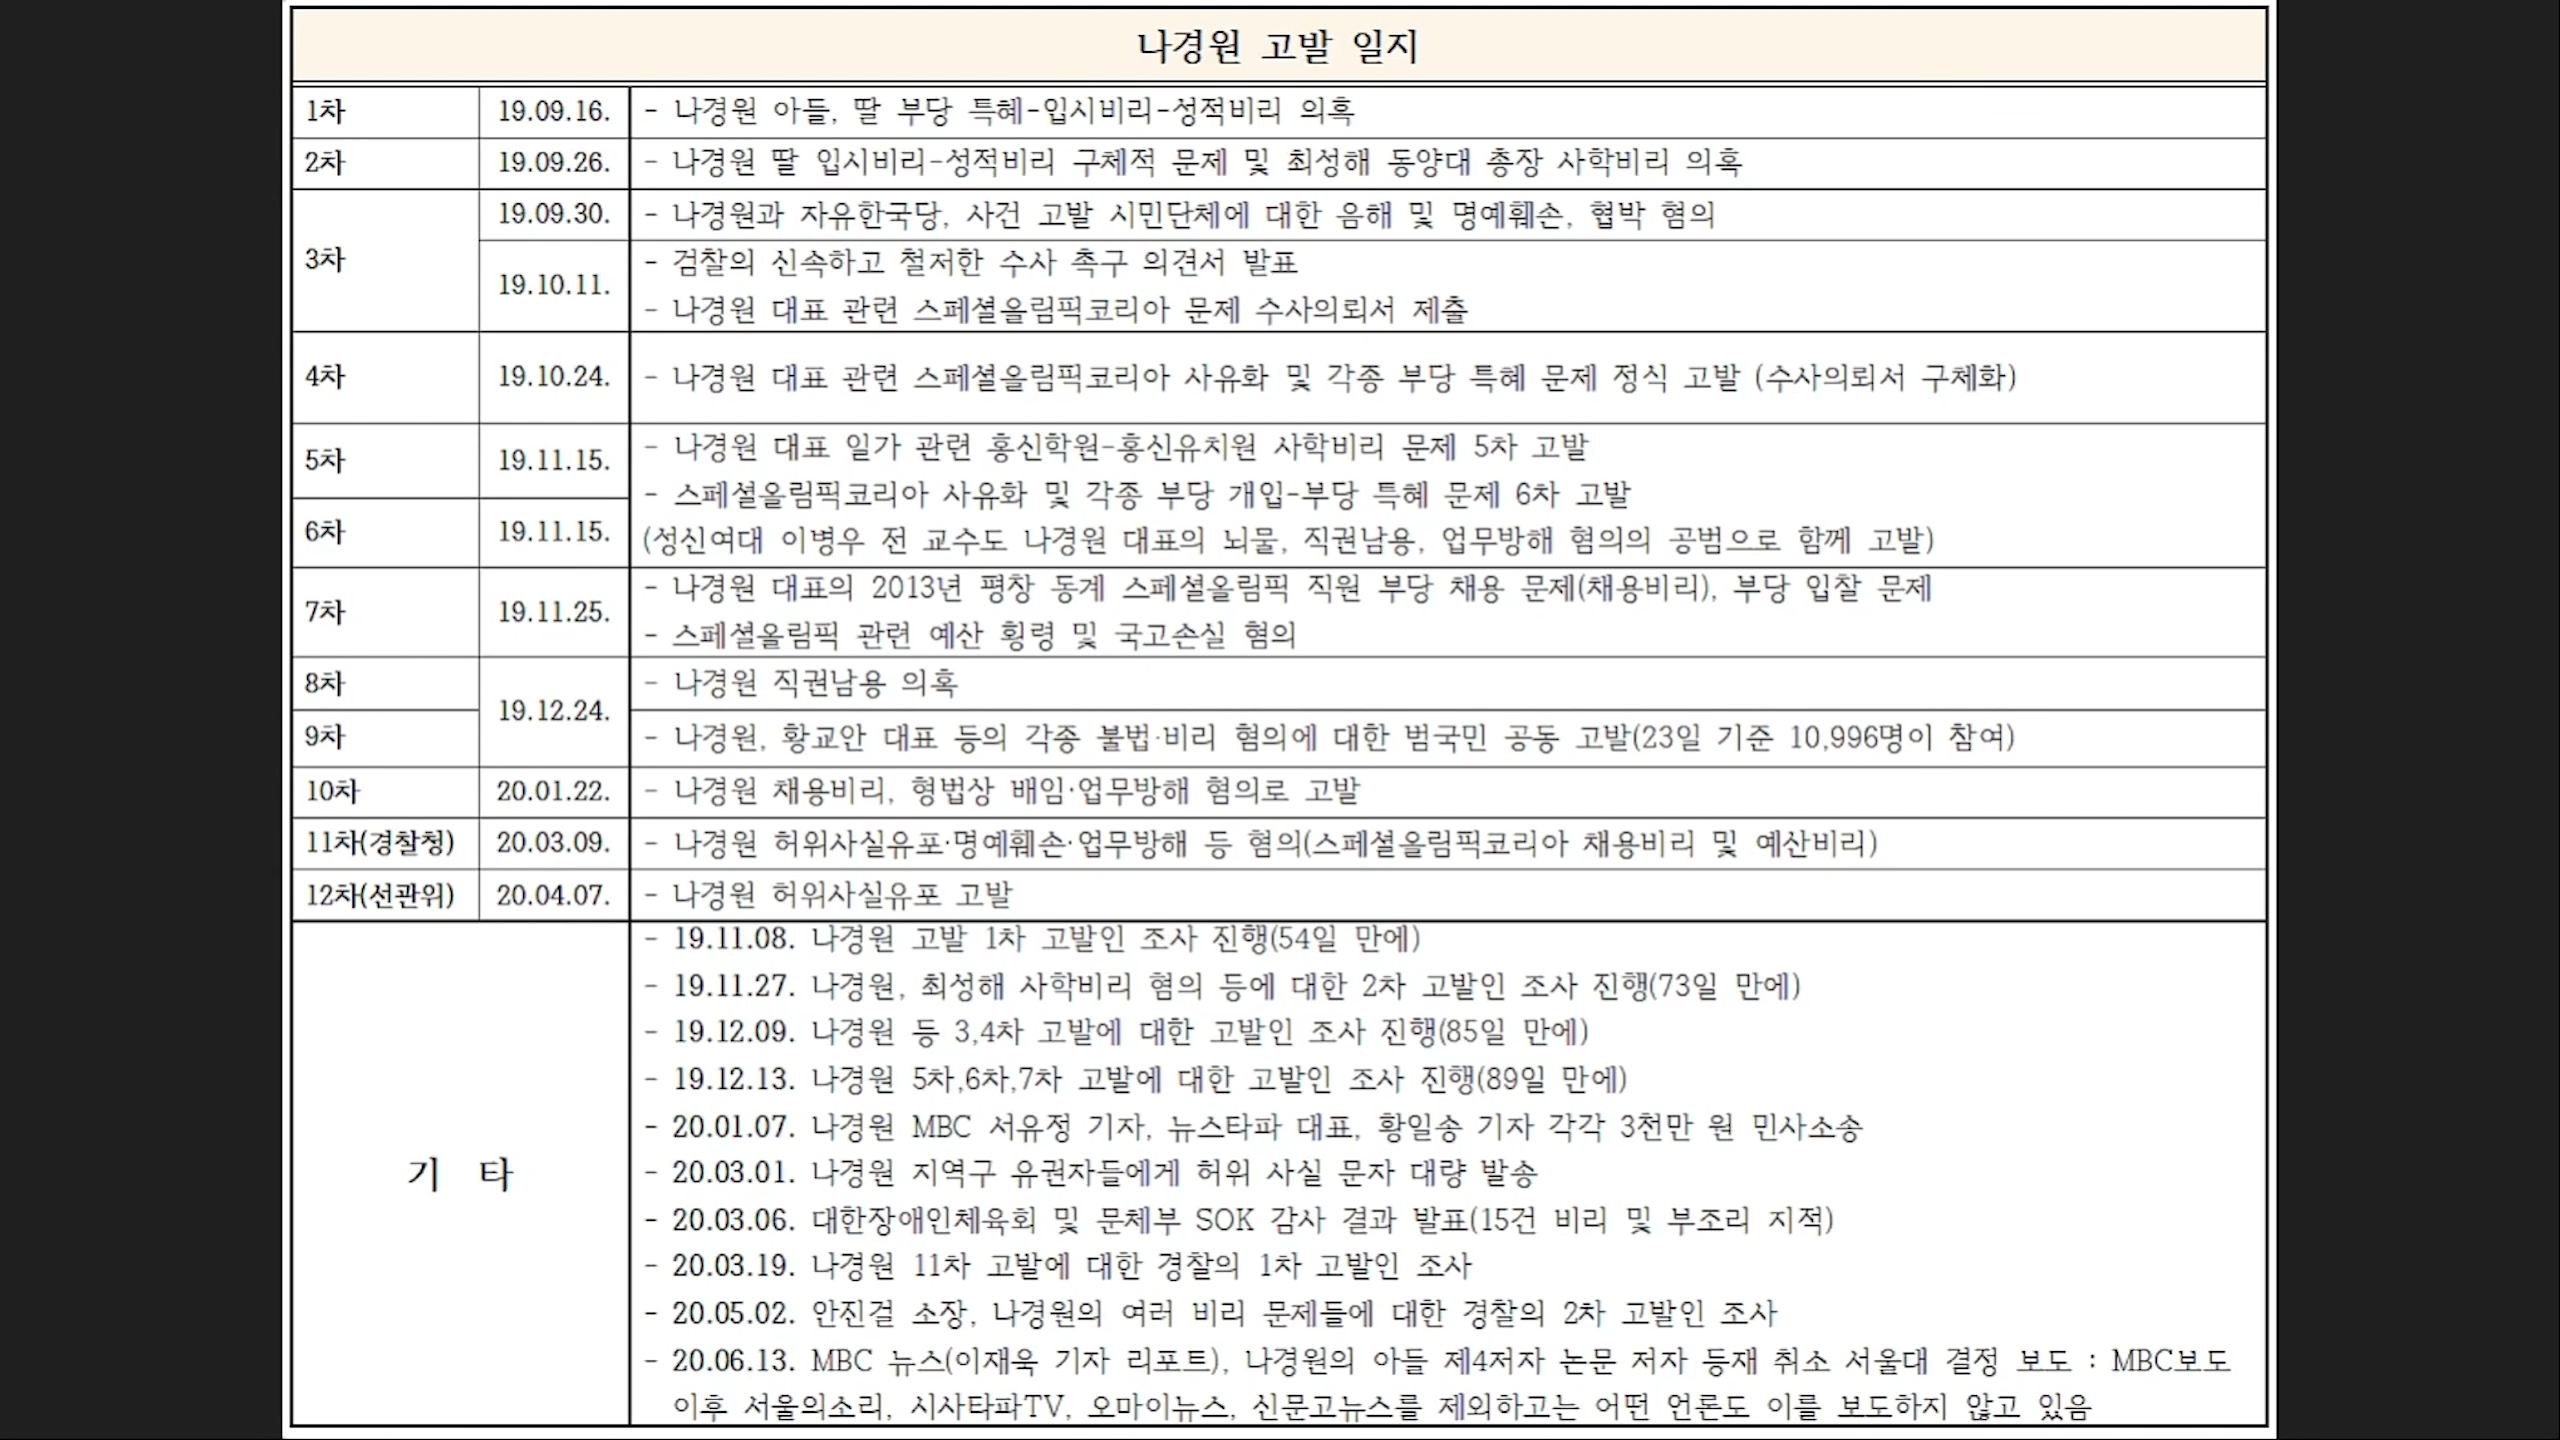 나경원 고발 일지
1차 19.09.16. - 나경원 아들, 딸 부당 특혜-입시비리-성적비리 의혹
2차 19.09.26. - 나경원 딸 입시비리-성적비리 구체적 문제 및 최성해 동양대 총장 사학비리 의혹
3차 19.09.30. - 나경원과 자유한국당, 사건 고발 시민단체에 대한 음해 및 명예훼손, 협박 혐의
19.10.11. - 검찰의 신속하고 철저한 수사 촉구 의견서 발표
- 나경원 대표 관련 스페셜올림픽코리아 문제 수사의뢰서 제출
4차 19.10.24. - 나경원 대표 관련 스페셜올림픽코리아 사유화 및 각종 부당 특혜 문제 정식 고발 (수사의뢰서 구체화)
5차 19.11.15. - 나경원 대표 일가 관련 홍신학원-홍신유치원 사학비리 문제 5차 고발
- 스페셜올림픽코리아 사유화 및 각종 부당 개입-부당 특혜 문제 6차 고발
6차 19.11.15. (성신여대 이병우 전 교수도 나경원 대표의 뇌물, 직권남용, 업무방해 혐의의 공범으로 함께 고발)
7차 19.11.25. - 나경원 대표의 2013년 평창 동계 스페셜올림픽 직원 부당 채용 문제(채용비리), 부당 입찰 문제
- 스페셜올림픽 관련 예산 횡령 및 국고손실 혐의
8차 19.12.24. - 나경원 직권남용 의혹
9차 - 나경원, 황교안 대표 등의 각종 불법·비리 혐의에 대한 범국민 공동 고발(23일 기준 10,996명이 참여)
10차 20.01.22. - 나경원 채용비리, 형법상 배임·업무방해 혐의로 고발
11차(경찰청) 20.03.09. - 나경원 허위사실유포·명예훼손·업무방해 등 혐의(스페셜올림픽코리아 채용비리 및 예산비리)
12차(선관위) 20.04.07. - 나경원 허위사실유포 고발
기 타
- 19.11.08. 나경원 고발 1차 고발인 조사 진행(54일 만에)
- 19.11.27. 나경원, 최성해 사학비리 혐의 등에 대한 2차 고발인 조사 진행(73일 만에)
- 19.12.09. 나경원 등 3,4차 고발에 대한 고발인 조사 진행(85일 만에)
- 19.12.13. 나경원 5차,6차,7차 고발에 대한 고발인 조사 진행(89일 만에)
- 20.01.07. 나경원 MBC 서유정 기자, 뉴스타파 대표, 황일송 기자 각각 3천만 원 민사소송
- 20.03.01. 나경원 지역구 유권자들에게 허위 사실 문자 대량 발송
- 20.03.06. 대한장애인체육회 및 문체부 SOK 감사 결과 발표(15건 비리 및 부조리 지적)
- 20.03.19. 나경원 11차 고발에 대한 경찰의 1차 고발인 조사
- 20.05.02. 안진걸 소장, 나경원의 여러 비리 문제들에 대한 경찰의 2차 고발인 조사
- 20.06.13. MBC 뉴스(이재욱 기자 리포트), 나경원의 아들 제4저자 논문 저자 등재 취소 서울대 결정 보도 : MBC보도
이후 서울의소리, 시사타파TV, 오마이뉴스, 신문고뉴스를 제외하고는 어떤 언론도 이를 보도하지 않고 있음